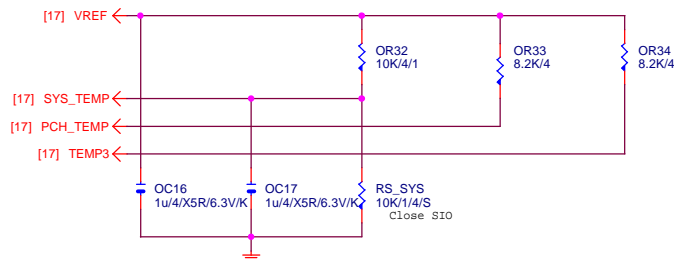 [17] VREF
OR32
10K/4/1
OR33
8.2K/4
OR34
8.2K/4
[17] SYS_TEMP
[17] PCH_TEMP
[17] TEMP3
OC16
1u/4/X5R/6.3V/K
OC17
1u/4/X5R/6.3V/K
RS_SYS
10K/1/4/S
Close SIO